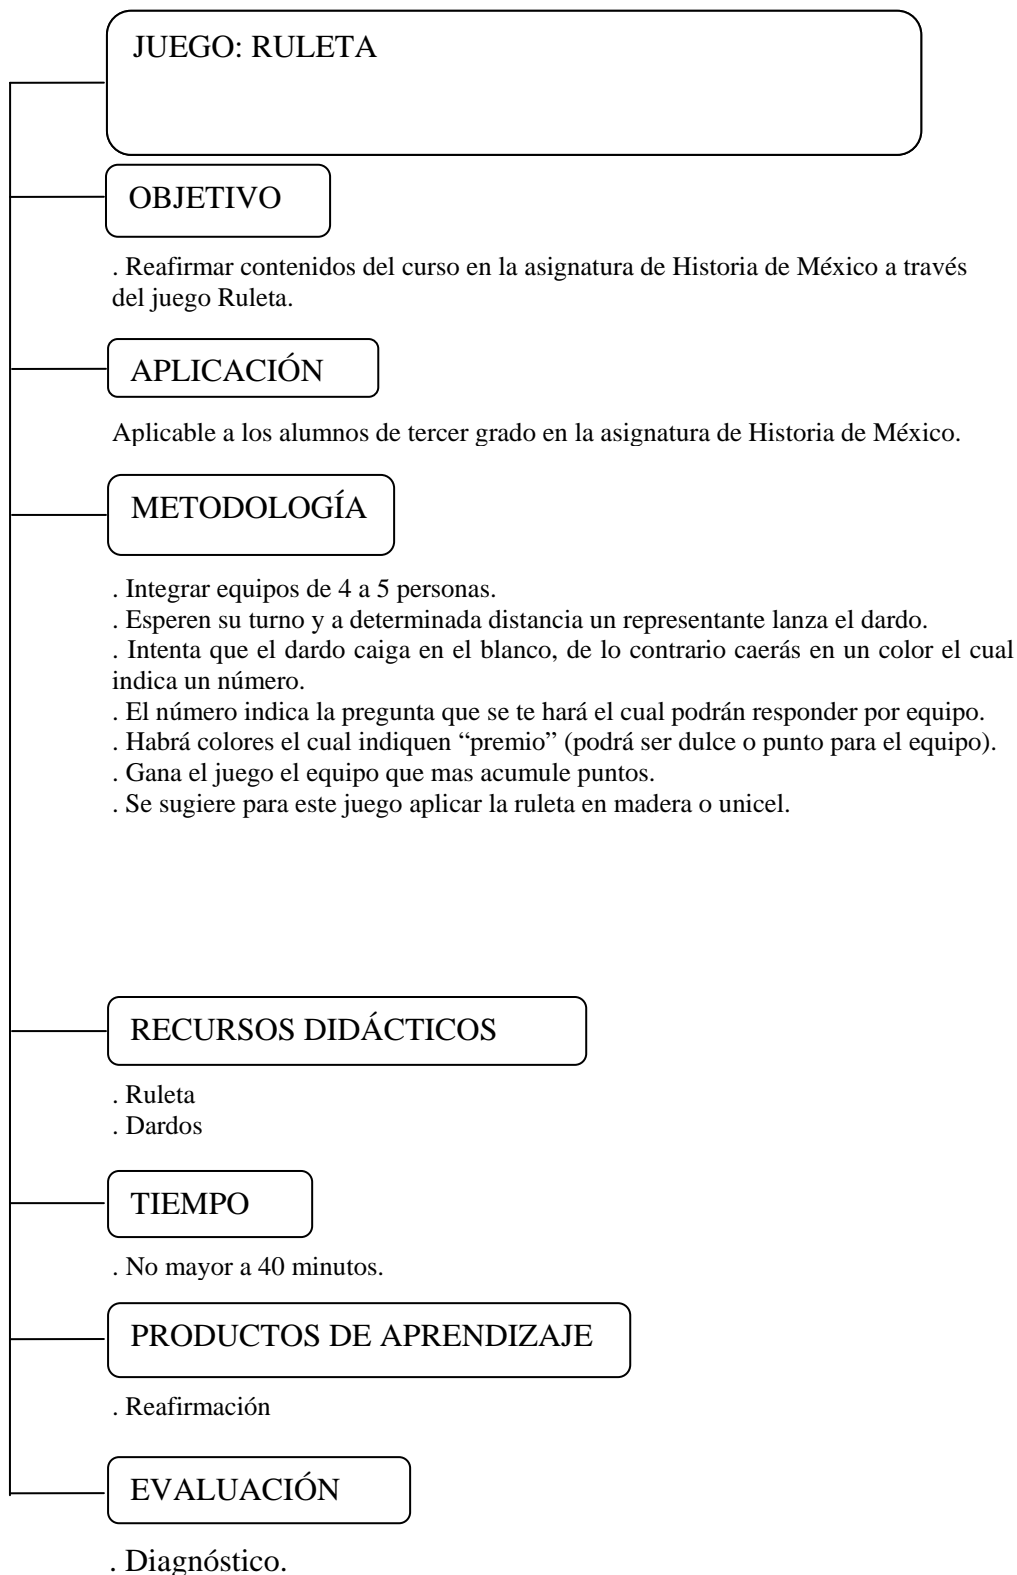 JUEGO: RULETA
OBJETIVO
. Reafirmar contenidos del curso en la asignatura de Historia de México a través
del juego Ruleta.
APLICACIÓN
Aplicable a los alumnos de tercer grado en la asignatura de Historia de México.
METODOLOGÍA
. Integrar equipos de 4 a 5 personas.
. Esperen su turno y a determinada distancia un representante lanza el dardo.
. Intenta que el dardo caiga en el blanco, de lo contrario caerás en un color el cual
indica un número.
. El número indica la pregunta que se te hará el cual podrán responder por equipo.
. Habrá colores el cual indiquen “premio” (podrá ser dulce o punto para el equipo).
. Gana el juego el equipo que mas acumule puntos.
. Se sugiere para este juego aplicar la ruleta en madera o unicel.
RECURSOS DIDÁCTICOS
. Ruleta
. Dardos
TIEMPO
. No mayor a 40 minutos.
PRODUCTOS DE APRENDIZAJE
. Reafirmación
EVALUACIÓN
. Diagnóstico.